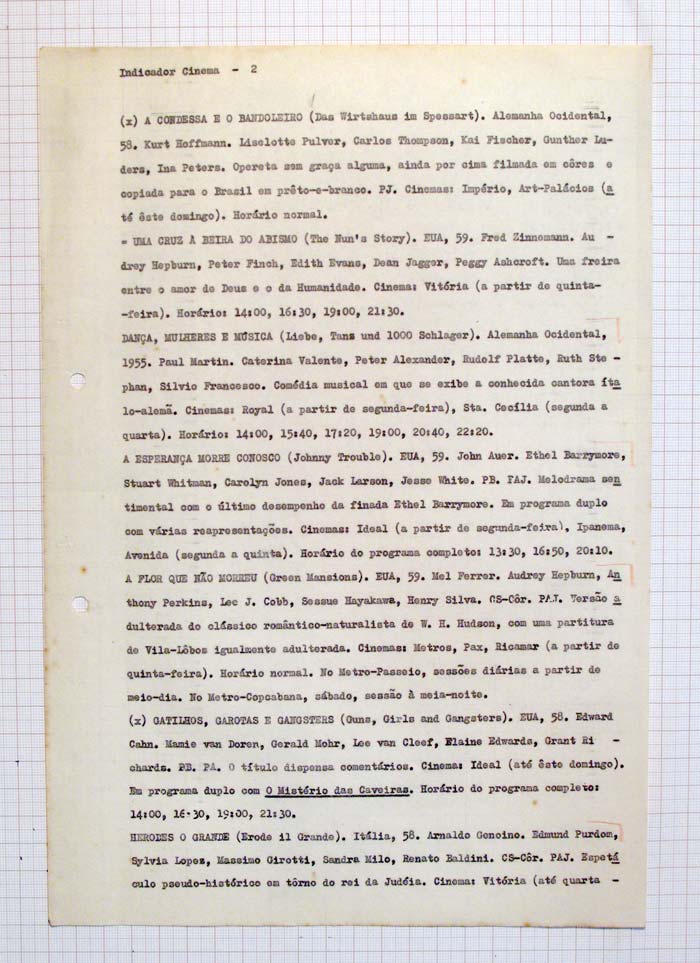 Indicador Cinema - 2
(x) A CONDESSA E O BANDOLEIRO (Das Wirtshaus im Spessart). Alemanha Ocidental,
58. Kurt Hoffmann. Liselotte Pulver, Carlos Thompson, Kai Fischer, Gunther Lu-
ders, Ina Peters. Opereta sem graça alguma, ainda por cima filmada em côres e
copiada para o Brasil em prêto-e-branco. PJ. Cinemas: Império, Art-Palácios (a
té êste domingo). Horário normal.
= UMA CRUZ À BEIRA DO ABISMO (The Nun's Story). EUA, 59. Fred Zinnemann. Au -
drey Hepburn, Peter Finch, Edith Evans, Dean Jagger, Peggy Ashcroft. Uma freira
entre o amor de Deus e o da Humanidade. Cinema: Vitória (a partir de quinta-
-feira). Horário: 14:00, 16:30, 19:00, 21:30.
DANÇA, MULHERES E MÚSICA (Liebe, Tans und 1000 Schlager). Alemanha Ocidental,
1955. Paul Martin. Caterina Valente, Peter Alexander, Rudolf Platte, Ruth Ste -
phan, Silvio Francesco. Comédia musical em que se exibe a conhecida cantora íta
lo-alemã. Cinemas: Royal (a partir de segunda-feira), Sta. Cecília (segunda a
quarta). Horário: 14:00, 15:40, 17:20, 19:00, 20:40, 22:20.
A ESPERANÇA MORRE CONOSCO (Johnny Trouble). EUA, 59. John Auer. Ethel Barrymore,
Stuart Whitman, Carolyn Jones, Jack Larson, Jesse White. PB. PAJ. Melodrama sen
timental com o último desempenho da finada Ethel Barrymore. Em programa duplo
com várias reapresentações. Cinemas: Ideal (a partir de segunda-feira), Ipanema,
Avenida (segunda a quinta). Horário do programa completo: 13:30, 16:50, 20:10.
A FLOR QUE NÃO MORREU (Green Mansions). EUA, 59. Mel Ferrer. Audrey Hepburn, An
thony Perkins, Lee J. Cobb, Sessue Hayakawa, Henry Silva. CS-Côr. PAJ. Versão a
dulterada do clássico romântico-naturalista de W. H. Hudson, com uma partitura
de Vila-Lôbos igualmente adulterada. Cinemas: Metros, Pax, Ricamar (a partir de
quinta-feira). Horário normal. No Metro-Passeio, sessões diárias a partir de
meio-dia. No Metro-Copcabana, sábado, sessão à meia-noite.
(x) GATILHOS, GAROTAS E GANGSTERS (Guns, Girls and Gangsters). EUA, 58. Edward
Cahn. Mamie van Doren, Gerald Mohr, Lee van Cleef, Elaine Edwards, Grant Ri -
chards. PB. PA. O título dispensa comentários. Cinema: Ideal (até êste domingo).
Em programa duplo com O Mistério das Caveiras. Horário do programa completo:
14:00, 16-30, 19:00, 21:30.
HERODES O GRANDE (Erode il Grande). Itália, 58. Arnaldo Genoino. Edmund Purdom,
Sylvia Lopez, Massimo Girotti, Sandra Milo, Renato Baldini. CS-Côr. PAJ. Espetá
culo pseudo-histórico em tôrno do rei da Judéia. Cinema: Vitória (até quarta -